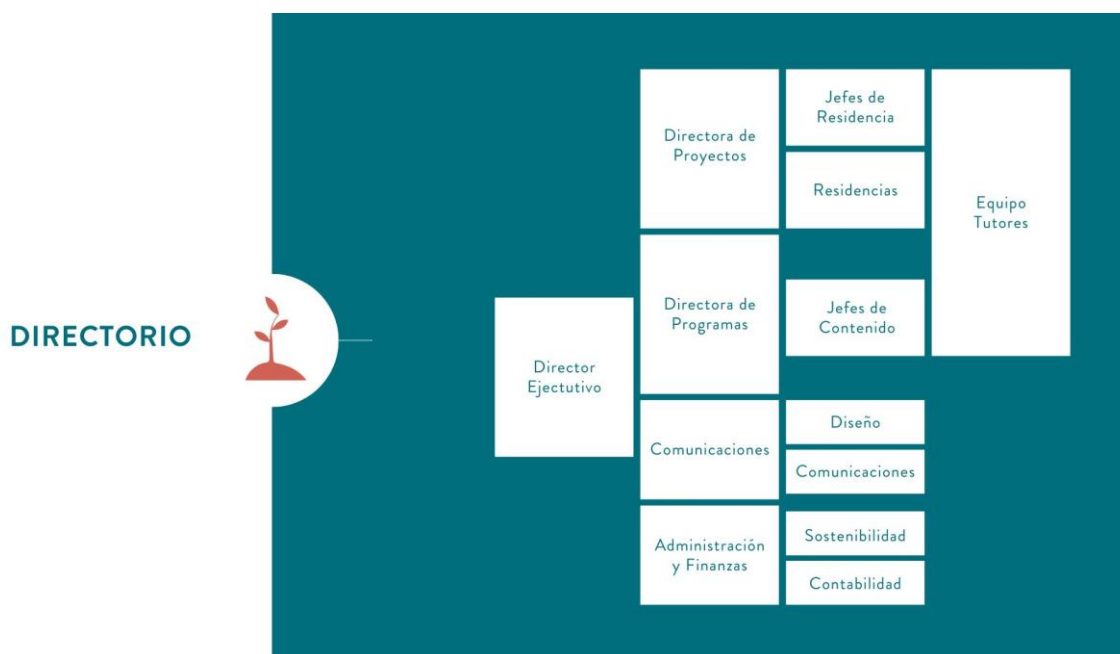 DIRECTORIO
Director
Ejectutivo
Directora de
Proyectos
Jefes de
Residencia
Residencias
Equipo
Tutores
Directora de
Programas
Jefes de
Contenido
Comunicaciones
Diseño
Comunicaciones
Administración
y Finanzas
Sostenibilidad
Contabilidad